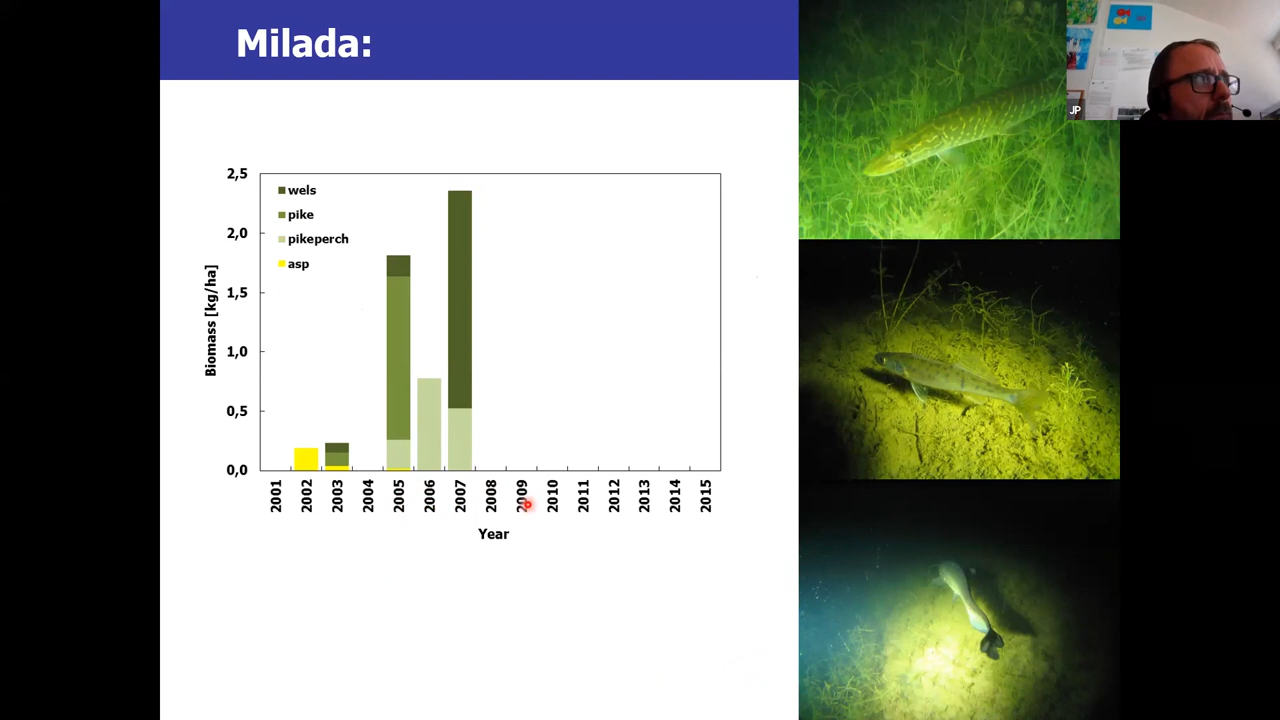 Milada:
JP
2,5
2,0
1,5
1,0
0,5
0,0
Biomass [kg/ha]
wels
pike
pikeperch
asp
2001
2002
2003
2004
2005
2006
2007
2008
2009
2010
2011
2012
2013
2014
2015
Year